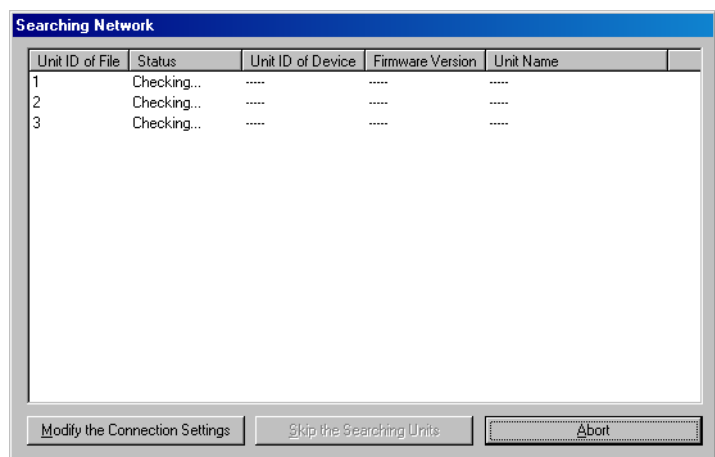 Searching Network
Unit ID of File Status Unit ID of Device Firmware Version Unit Name
1 Checking... ----- ----- -----
2 Checking... ----- ----- -----
3 Checking... ----- ----- -----
Modify the Connection Settings Skip the Searching Units Abort